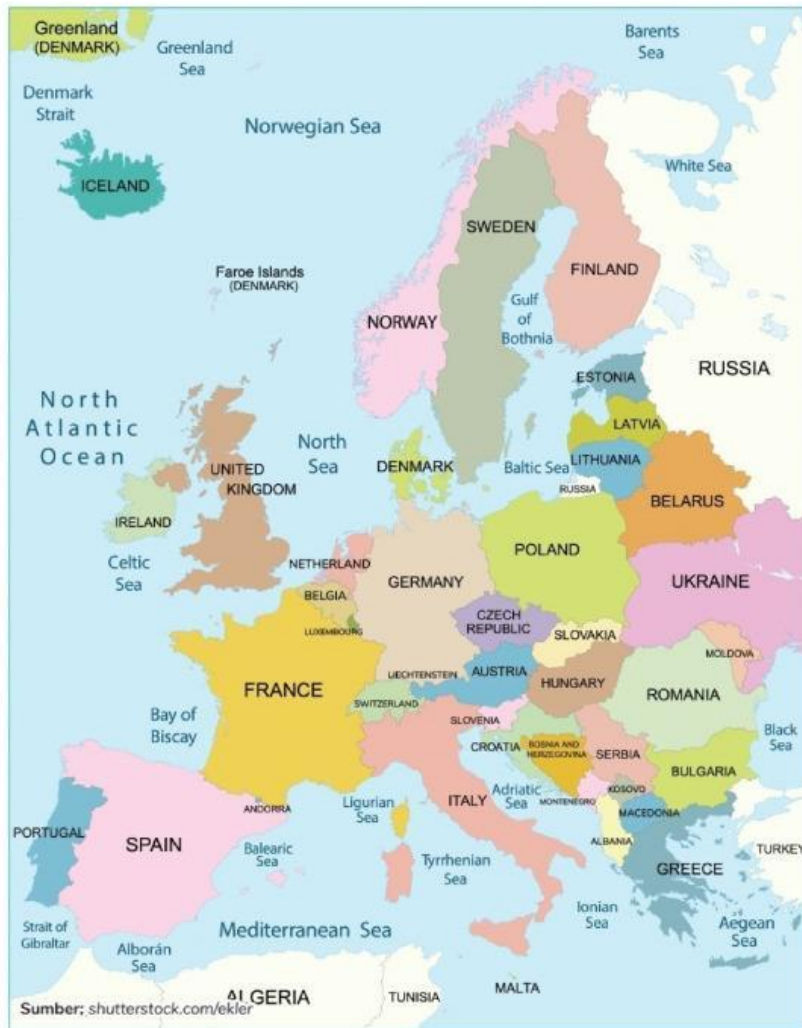 Greenland
(DENMARK)
Greenland
Sea
Barents
Sea
Denmark
Strait
Norwegian Sea
White Sea
ICELAND
SWEDEN
FINLAND
Faroe Islands
(DENMARK)
Gulf
of
Bothnia
NORWAY
RUSSIA
ESTONIA
North
Atlantic
Ocean
LATVIA
North
Sea
LITHUANIA
DENMARK
Baltic Sea
UNITED
KINGDOM
RUSSIA
BELARUS
IRELAND
POLAND
Celtic
Sea
NETHERLAND
GERMANY
UKRAINE
BELGIA
CZECH
REPUBLIC
LUXEMBOURG
SLOVAKIA
MOLDOVA
LIECHTENSTEIN
AUSTRIA
HUNGARY
FRANCE
ROMANIA
SWITZERLAND
Bay of
Biscay
SLOVENIA
Black
Sea
CROATIA
BOSNIA AND
HERZEGOVINA
SERBIA
BULGARIA
KOSOVO
Adriatic
Sea
ANDORRA
Ligurian
Sea
ITALY
MONTENEGRO
MACEDONIA
PORTUGAL
SPAIN
ALBANIA
TURKEY
Balearic
Sea
Tyrrhenian
Sea
GREECE
Strait of
Gibraltar
Mediterranean Sea
Ionian
Sea
Aegean
Sea
Alborán
Sea
MALTA
ALGERIA
TUNISIA
Sumber: shutterstock.com/ekler